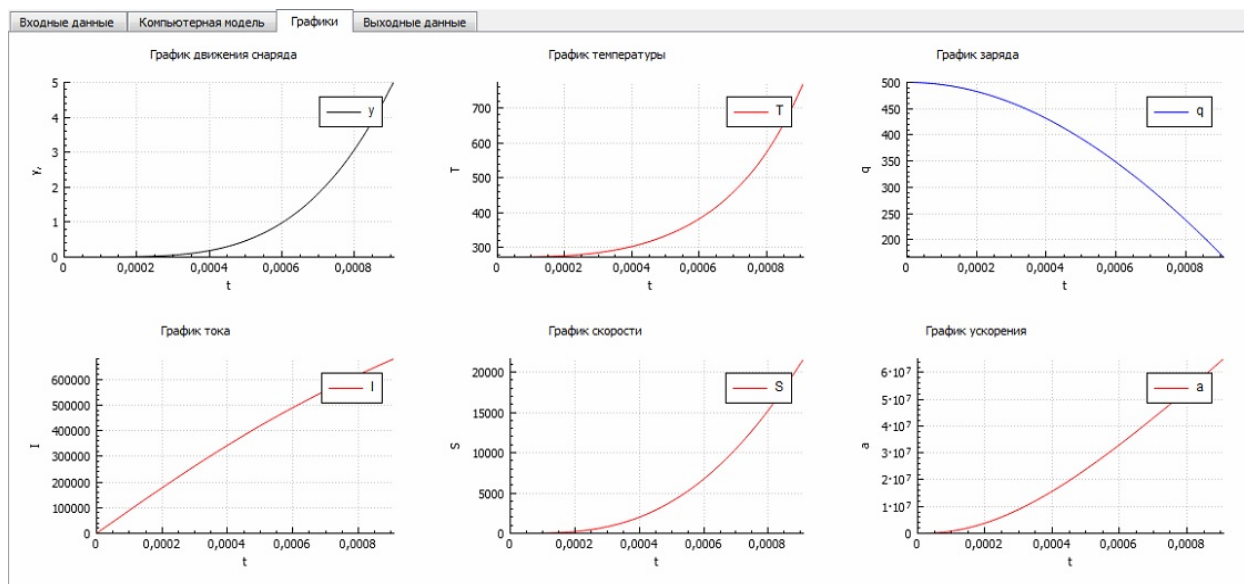 Входные данные Компьютерная модель Графики Выходные данные
График движения снаряда
5
4
3
2
1
0
y,
y
0 0,0002 0,0004 0,0006 0,0008
t
График температуры
700
600
500
400
300
T
T
0 0,0002 0,0004 0,0006 0,0008
t
График заряда
500
450
400
350
300
250
200
q
q
0 0,0002 0,0004 0,0006 0,0008
t
График тока
600000
500000
400000
300000
200000
100000
0
I
I
0 0,0002 0,0004 0,0006 0,0008
t
График скорости
20000
15000
10000
5000
0
S
S
0 0,0002 0,0004 0,0006 0,0008
t
График ускорения
6·10⁷
5·10⁷
4·10⁷
3·10⁷
2·10⁷
1·10⁷
0
a
a
0 0,0002 0,0004 0,0006 0,0008
t